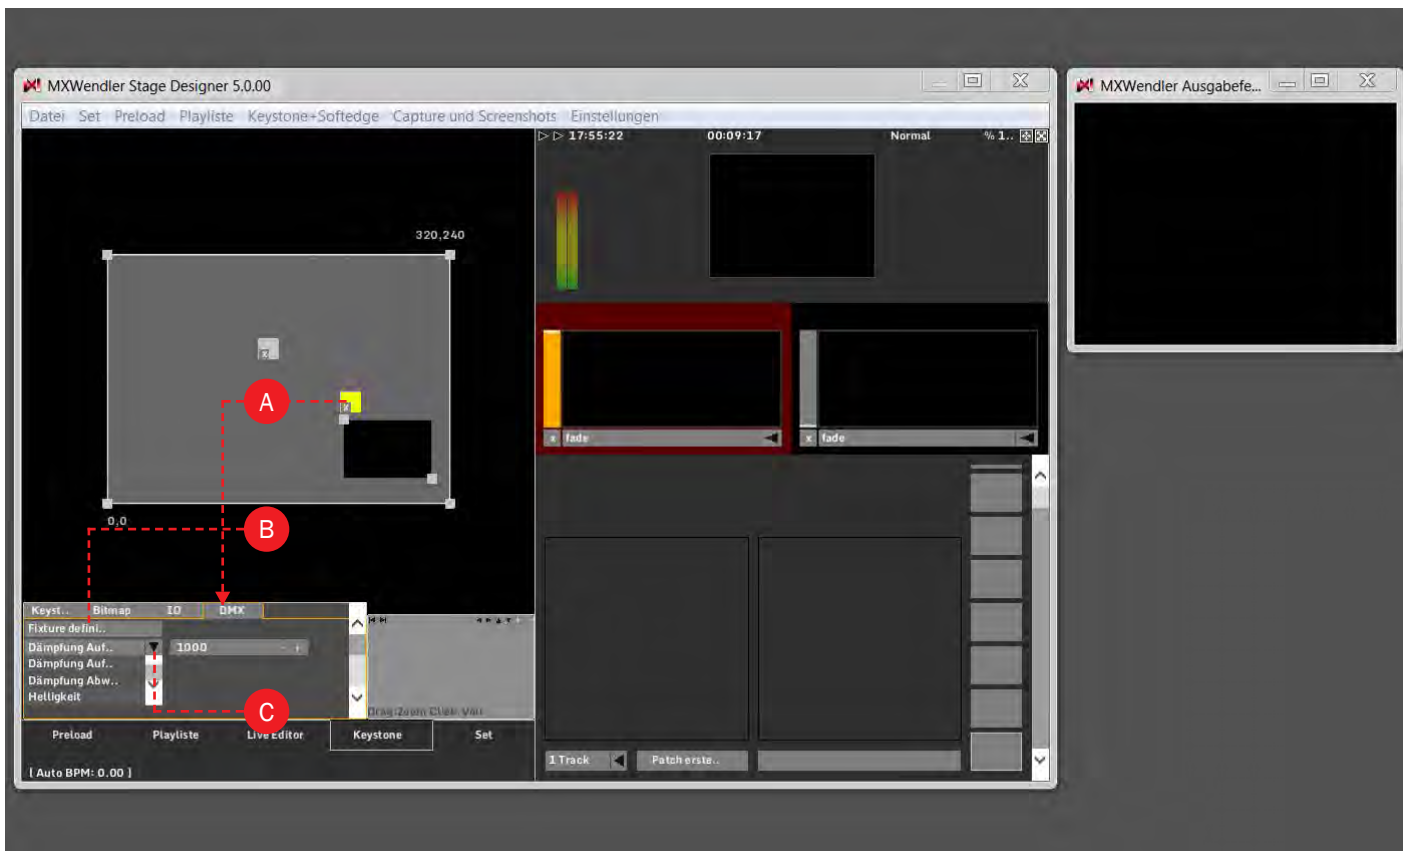 MXWendler Stage Designer 5.0.00
MXWendler Ausgabefe...
Datei Set Preload Playliste Keystone+Softedge Capture und Screenshots Einstellungen
17:55:22 00:09:17 Normal % 1..
320,240
x
A
x
x fade
x fade
0,0
B
Keyst.. Bitmap IO DMX
Fixture defini..
Dämpfung Auf.. 1000 - +
Dämpfung Auf..
Dämpfung Abw..
Helligkeit
C
Drag:Zoom Click:
Preload Playliste Live Editor Keystone Set
1 Track Patch erste..
[ Auto BPM: 0.00 ]